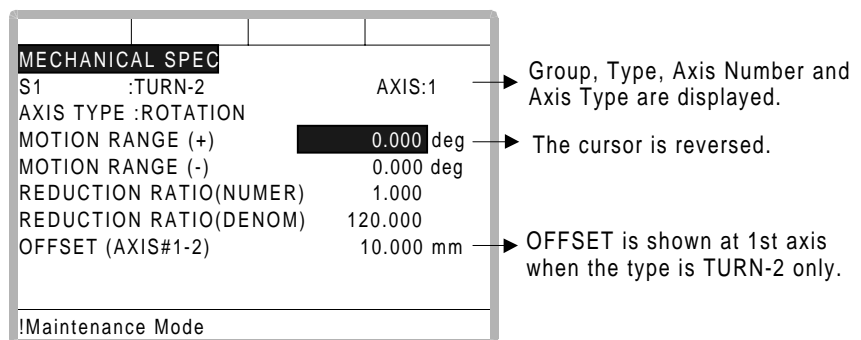 MECHANICAL SPEC
S1 :TURN-2 AXIS:1
AXIS TYPE :ROTATION
MOTION RANGE (+) 0.000 deg
MOTION RANGE (-) 0.000 deg
REDUCTION RATIO(NUMER) 1.000
REDUCTION RATIO(DENOM) 120.000
OFFSET (AXIS#1-2) 10.000 mm
!Maintenance Mode
Group, Type, Axis Number and
Axis Type are displayed.
The cursor is reversed.
OFFSET is shown at 1st axis
when the type is TURN-2 only.